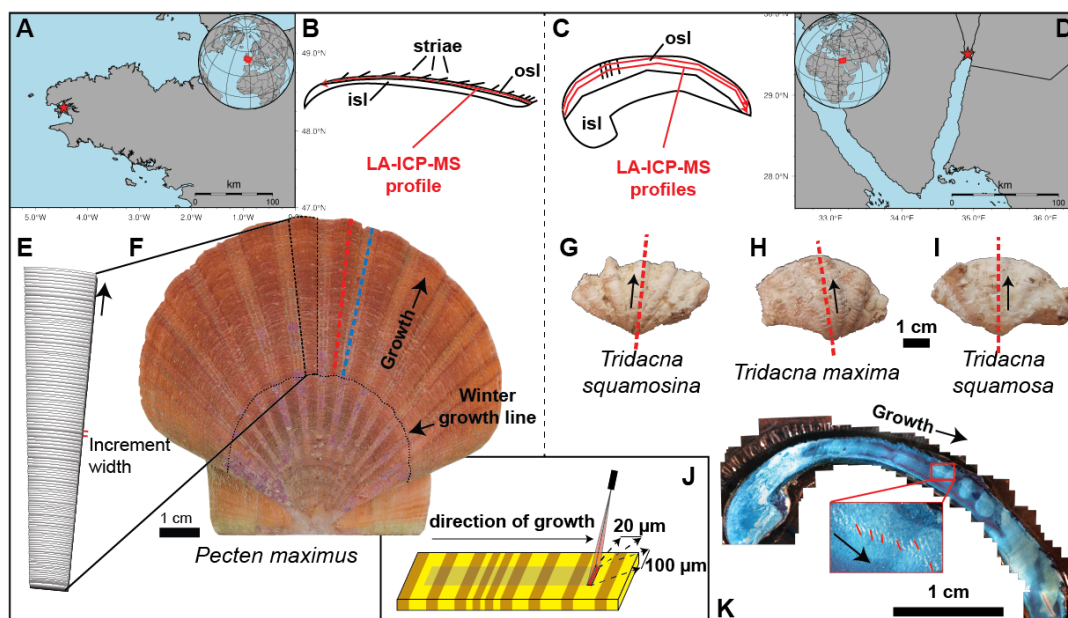 A
49.0°N
48.0°N
47.0°N
5.0°W
4.0°W
3.0°W
2.0°W
1.0°W
km
0
100
B
striae
osl
isl
LA-ICP-MS
profile
C
osl
isl
LA-ICP-MS
profiles
D
29.0°N
28.0°N
33.0°E
34.0°E
35.0°E
36.0°E
km
0
100
E
Increment
width
F
Growth
Winter
growth line
1 cm
Pecten maximus
G
Tridacna
squamosina
H
Tridacna maxima
1 cm
I
Tridacna
squamosa
J
direction of growth
20 µm
100 µm
Growth
1 cm
K